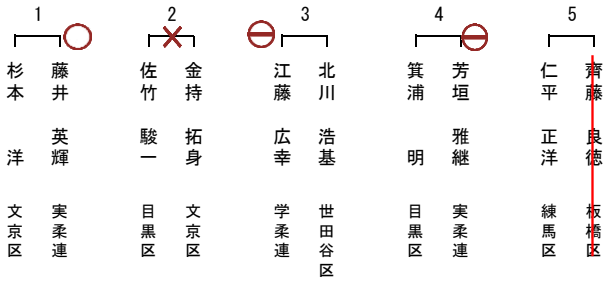 1
杉本 洋 文京区
藤井 英輝 実柔連
2
佐竹 駿一 目黒区
金持 拓身 文京区
3
江藤 広幸 学柔連
北川 浩基 世田谷区
4
箕浦 明 目黒区
芳垣 雅継 実柔連
5
仁平 正洋 練馬区
齊藤 良徳 板橋区